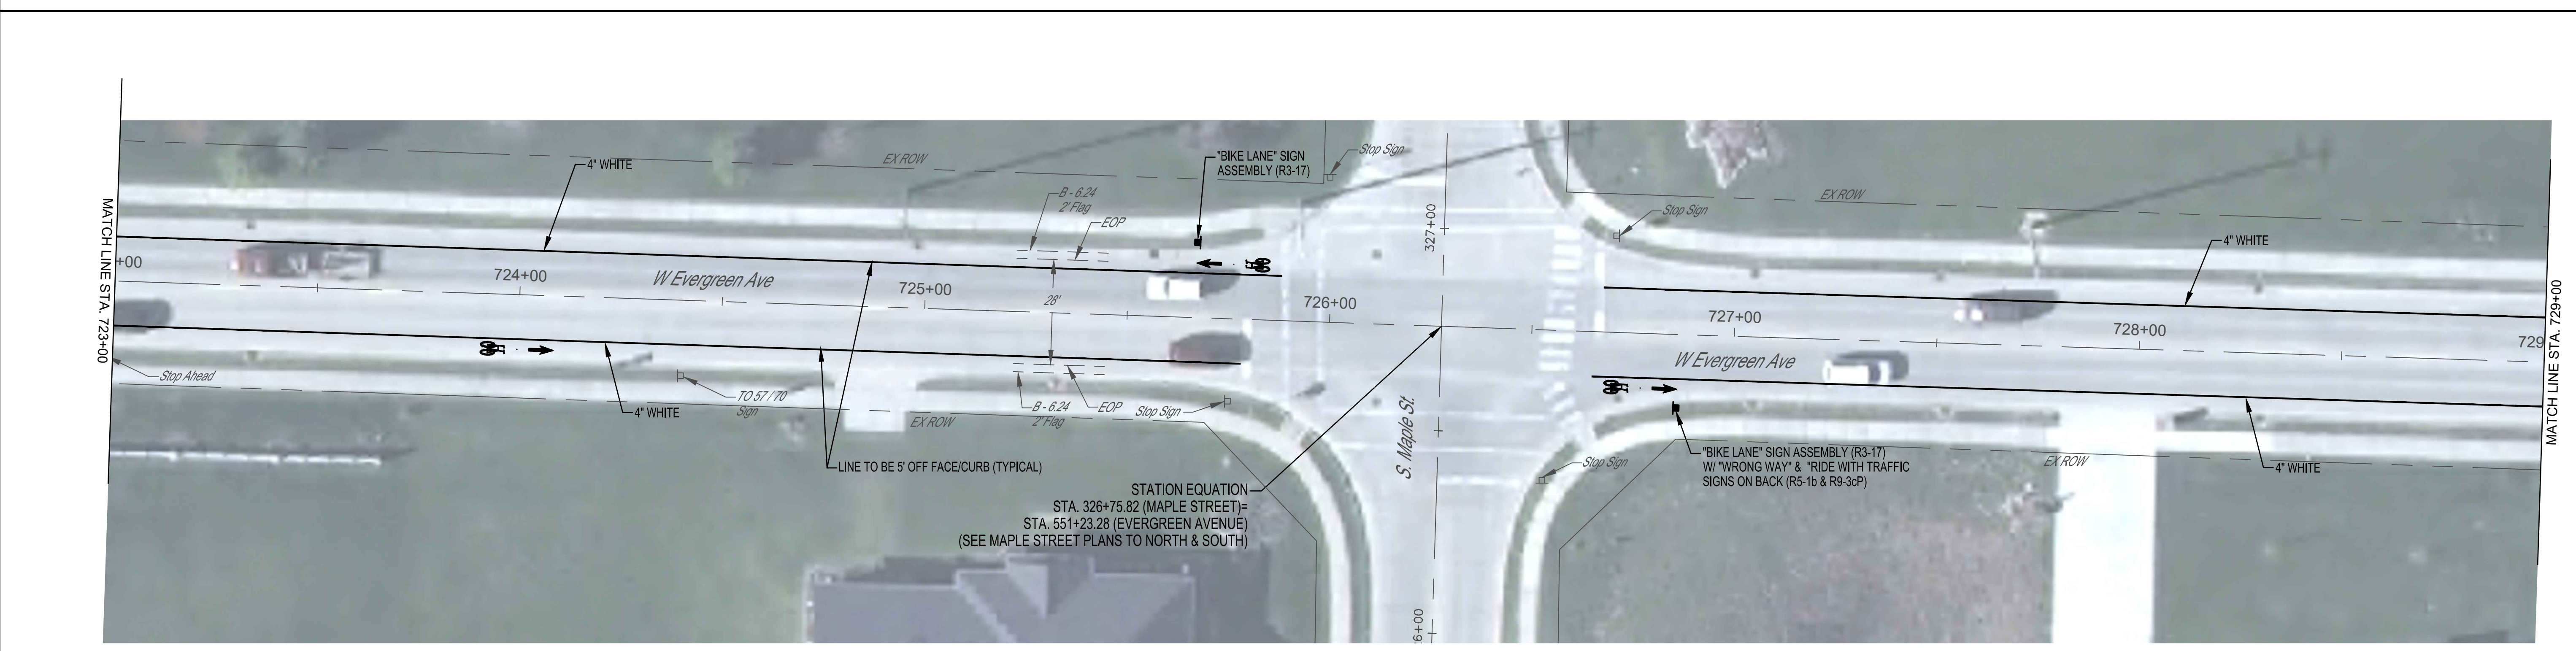 MATCH LINE STA. 723+00
+00
4" WHITE
EX ROW
724+00
W Evergreen Ave
725+00
B - 6.24
2' Flag
EOP
28'
"BIKE LANE" SIGN
ASSEMBLY (R3-17)
Stop Sign
726+00
327+00
Stop Sign
EX ROW
4" WHITE
727+00
728+00
729
W Evergreen Ave
MATCH LINE STA. 729+00
Stop Ahead
4" WHITE
TO 57 / 70
Sign
EX ROW
B - 6.24
2' Flag
EOP
Stop Sign
LINE TO BE 5' OFF FACE/CURB (TYPICAL)
STATION EQUATION
STA. 326+75.82 (MAPLE STREET)=
STA. 551+23.28 (EVERGREEN AVENUE)
(SEE MAPLE STREET PLANS TO NORTH & SOUTH)
S. Maple St.
6+00
Stop Sign
"BIKE LANE" SIGN ASSEMBLY (R3-17)
W/ "WRONG WAY" & "RIDE WITH TRAFFIC
SIGNS ON BACK (R5-1b & R9-3cP)
EX ROW
4" WHITE